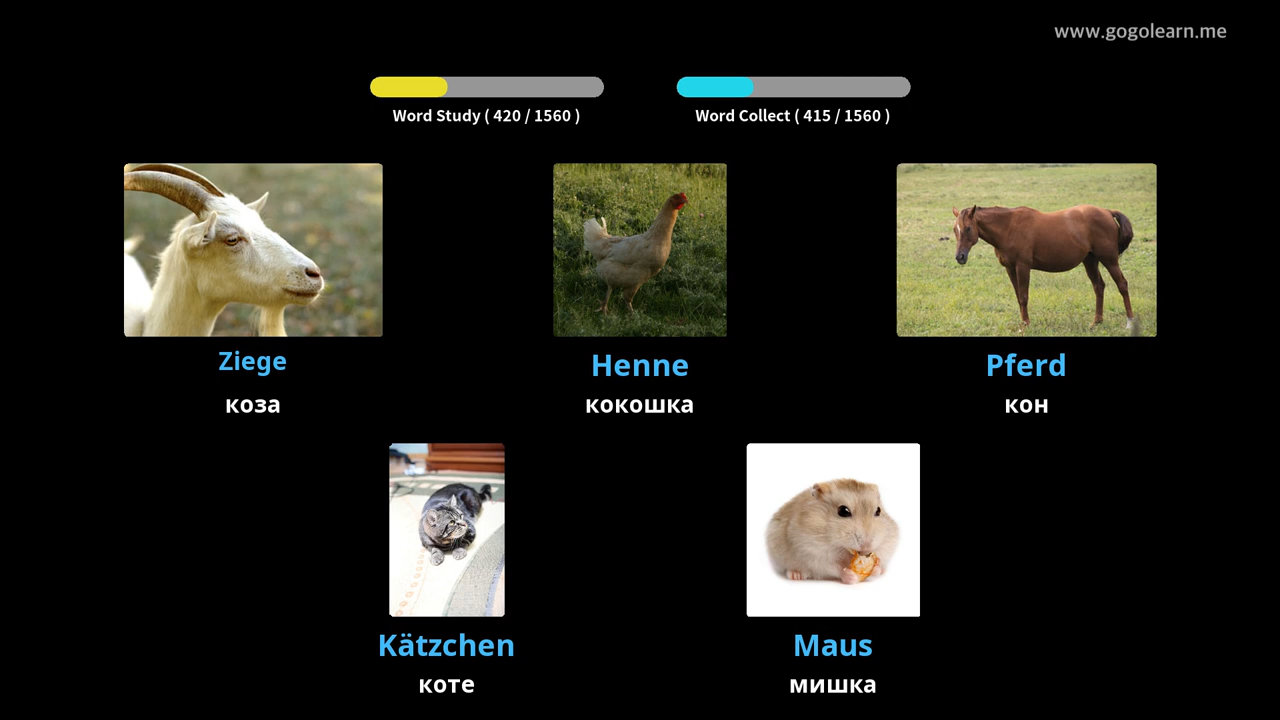 www.gogolearn.me
Word Study ( 420 / 1560 )
Word Collect ( 415 / 1560 )
Ziege
Henne
Pferd
коза
кокошка
кон
Kätzchen
Maus
коте
мишка